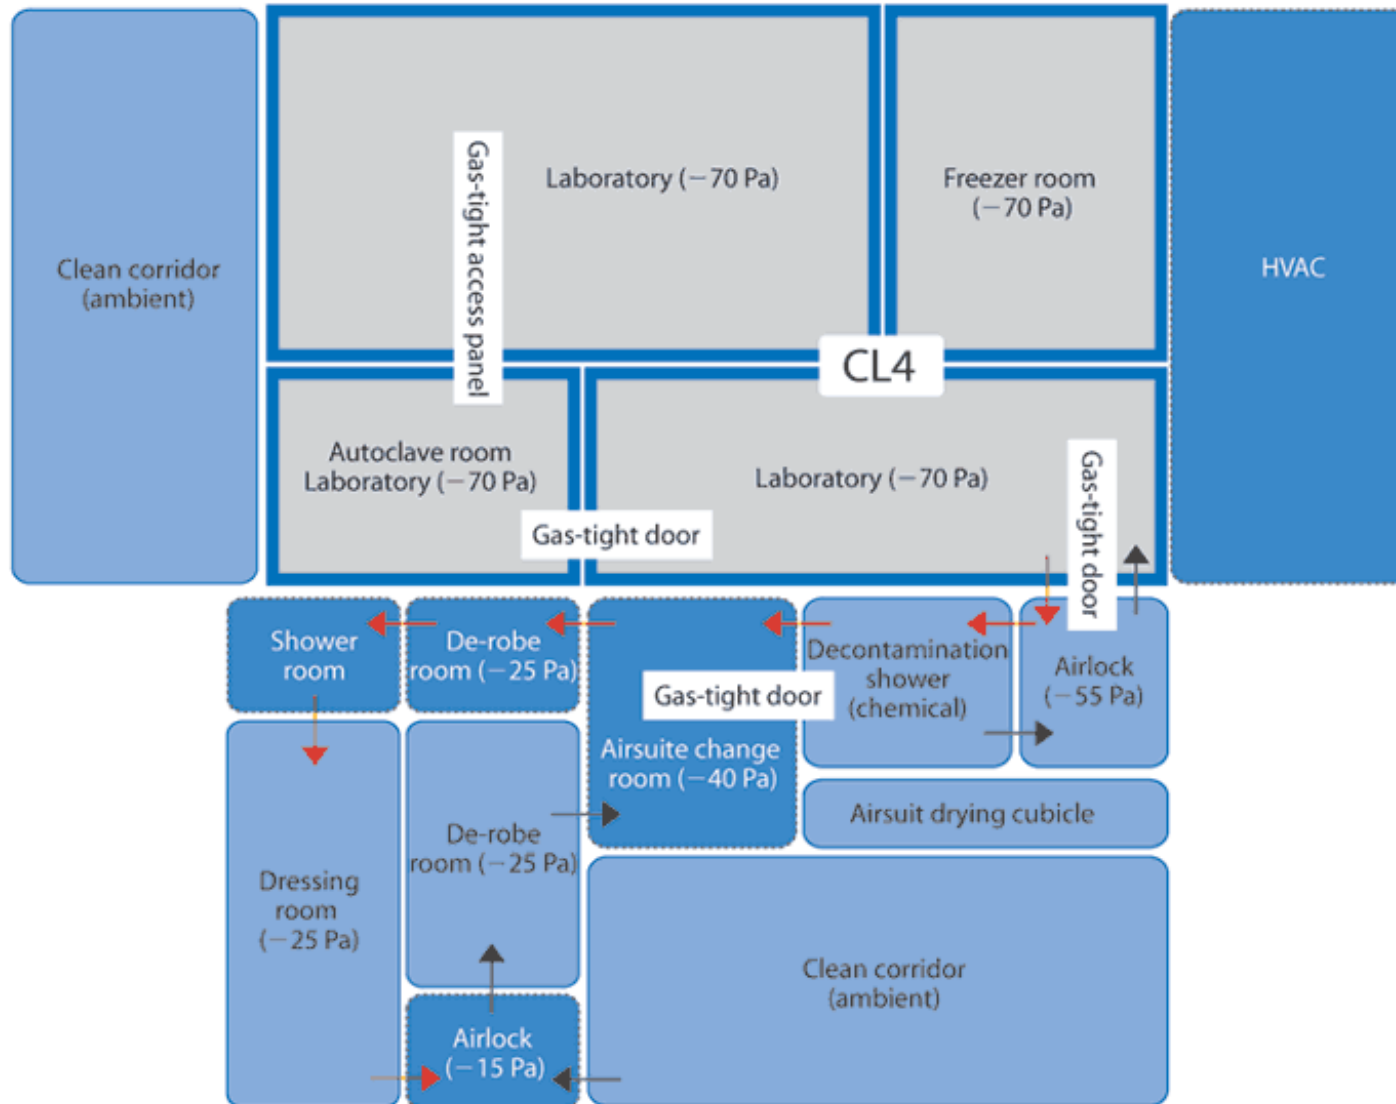 Clean corridor
(ambient)
Gas-tight access panel
Laboratory (−70 Pa)
Freezer room
(−70 Pa)
HVAC
CL4
Autoclave room
Laboratory (−70 Pa)
Laboratory (−70 Pa)
Gas-tight door
Gas-tight door
Shower
room
De-robe
room (−25 Pa)
Decontamination
shower
(chemical)
Airlock
(−55 Pa)
Gas-tight door
Airsuite change
room (−40 Pa)
Airsuit drying cubicle
De-robe
room (−25 Pa)
Dressing
room
(−25 Pa)
Clean corridor
(ambient)
Airlock
(−15 Pa)